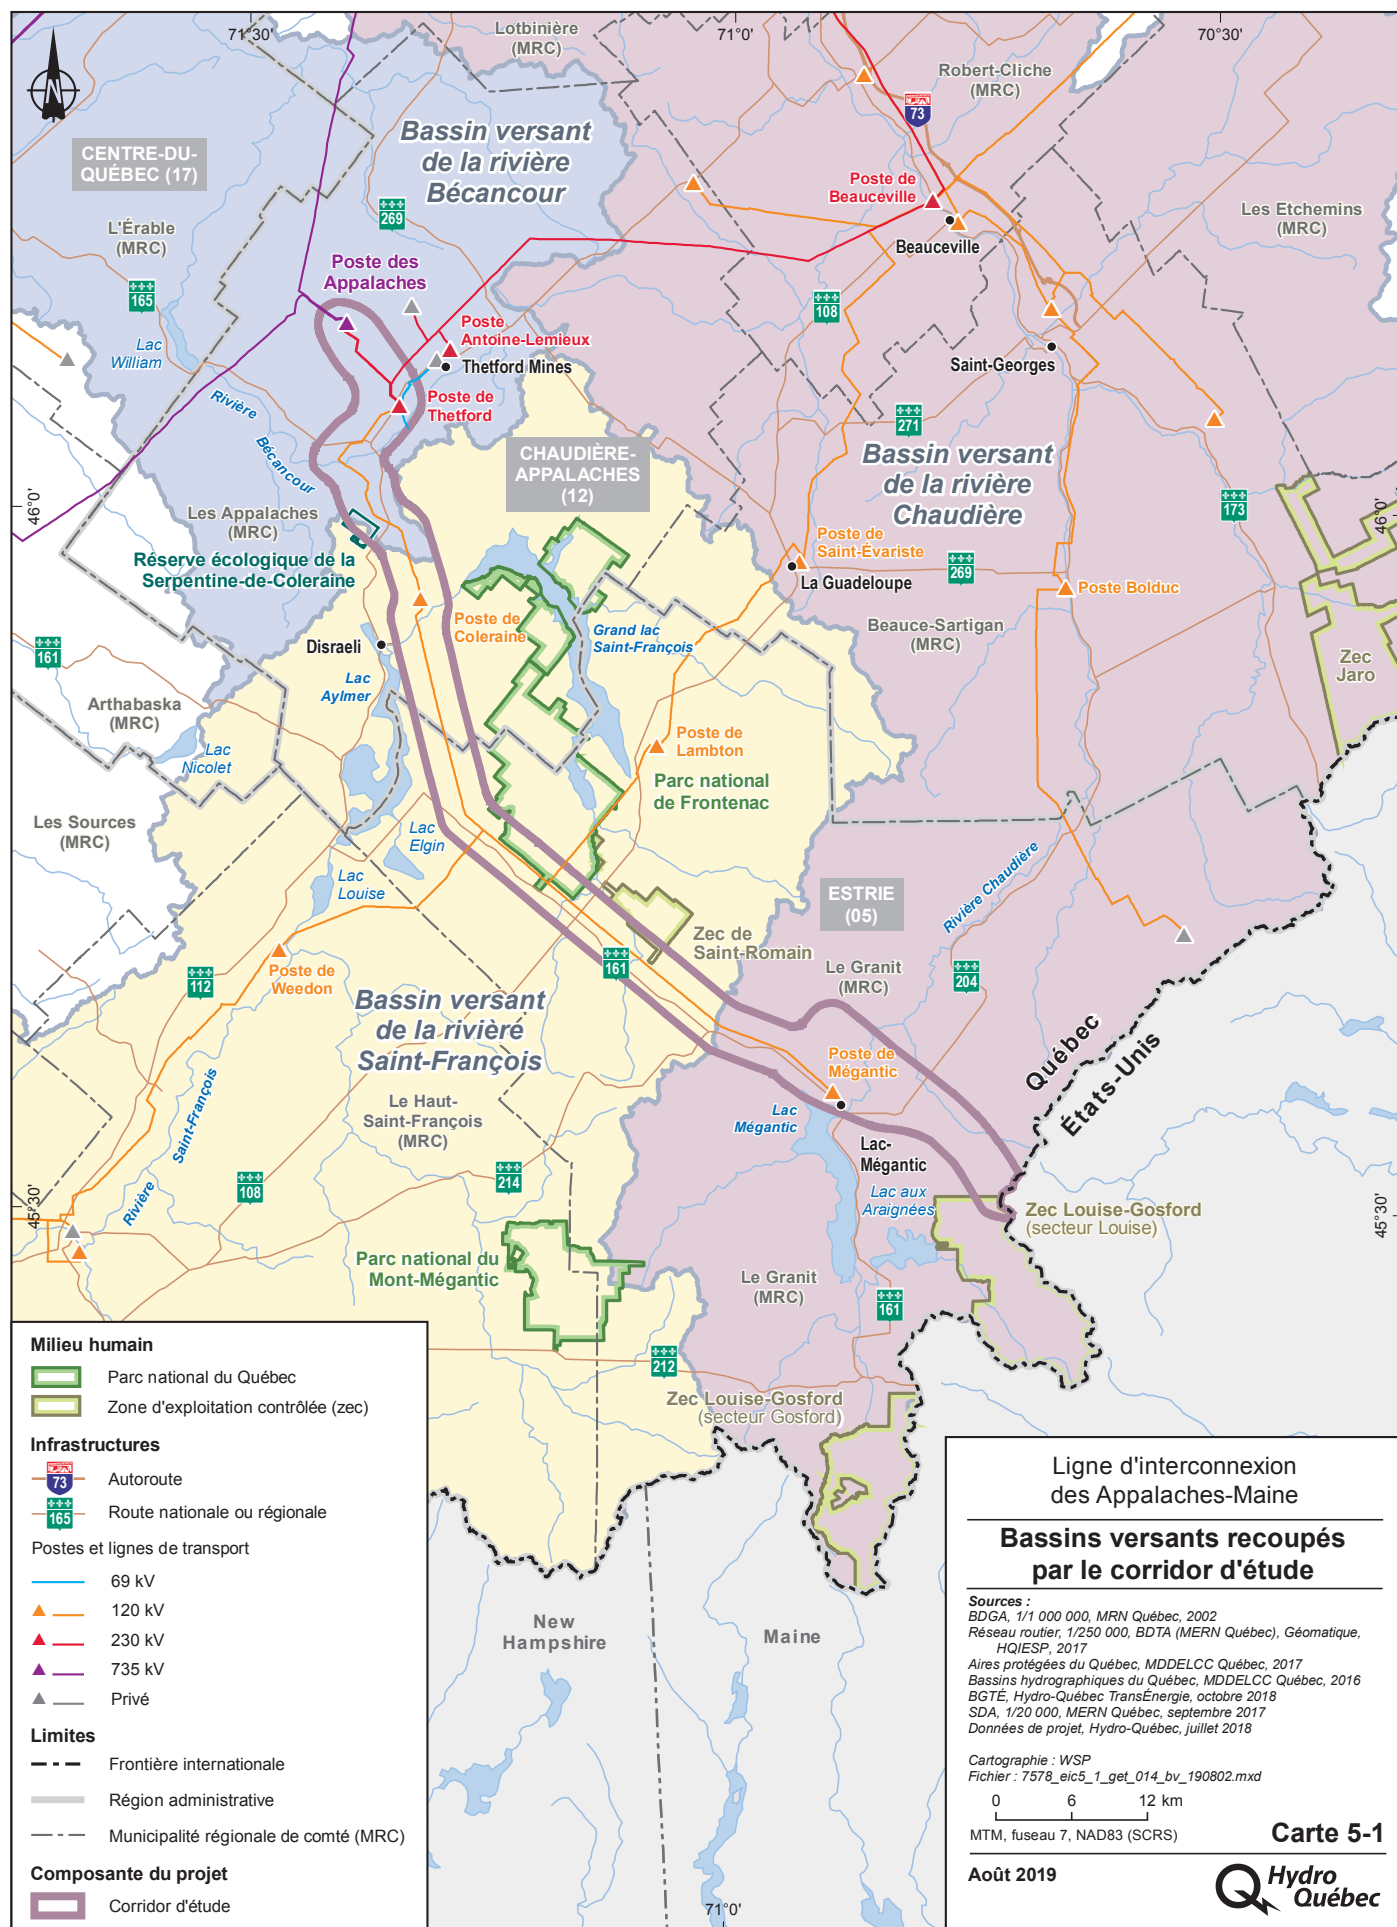 71°30'
71°0'
70°30'
Lotbinière
(MRC)
Robert-Cliche
(MRC)
73
Bassin versant
de la rivière
Bécancour
CENTRE-DU-
QUÉBEC (17)
Poste de
Beauceville
Beauceville
Les Etchemins
(MRC)
L'Érable
(MRC)
269
165
Poste des
Appalaches
108
Lac
William
Poste
Antoine-Lemieux
Thetford Mines
Saint-Georges
Rivière
Bécancour
Poste de
Thetford
271
CHAUDIÈRE-
APPALACHES
(12)
Bassin versant
de la rivière
Chaudière
46°0'
46°0'
173
Les Appalaches
(MRC)
Réserve écologique de la
Serpentine-de-Coleraine
Poste de
Saint-Évariste
La Guadeloupe
269
Poste Bolduc
Poste de
Coleraine
Grand lac
Saint-François
Beauce-Sartigan
(MRC)
Disraeli
161
Zec
Jaro
Lac
Aylmer
Arthabaska
(MRC)
Lac
Nicolet
Poste de
Lambton
Parc national
de Frontenac
Les Sources
(MRC)
Lac
Elgin
Lac
Louise
Rivière Chaudière
ESTRIE
(05)
Zec de
Saint-Romain
161
Poste de
Weedon
112
Le Granit
(MRC)
204
Bassin versant
de la rivière
Saint-François
Québec
États-Unis
Poste de
Mégantic
Rivière
Saint-François
Le Haut-
Saint-François
(MRC)
Lac
Mégantic
Lac-
Mégantic
214
108
Lac aux
Araignées
45°30'
45°30'
Zec Louise-Gosford
(secteur Louise)
Parc national du
Mont-Mégantic
Le Granit
(MRC)
161
212
Zec Louise-Gosford
(secteur Gosford)
New
Hampshire
Maine
71°0'
Milieu humain
Parc national du Québec
Zone d'exploitation contrôlée (zec)
Infrastructures
73
Autoroute
165
Route nationale ou régionale
Postes et lignes de transport
69 kV
120 kV
230 kV
735 kV
Privé
Limites
Frontière internationale
Région administrative
Municipalité régionale de comté (MRC)
Composante du projet
Corridor d'étude
Ligne d'interconnexion
des Appalaches-Maine
Bassins versants recoupés
par le corridor d'étude
Sources :
BDGA, 1/1 000 000, MRN Québec, 2002
Réseau routier, 1/250 000, BDTA (MERN Québec), Géomatique,
HQIESP, 2017
Aires protégées du Québec, MDDELCC Québec, 2017
Bassins hydrographiques du Québec, MDDELCC Québec, 2016
BGTÉ, Hydro-Québec TransÉnergie, octobre 2018
SDA, 1/20 000, MERN Québec, septembre 2017
Données de projet, Hydro-Québec, juillet 2018
Cartographie : WSP
Fichier : 7578_eic5_1_get_014_bv_190802.mxd
0 6 12 km
MTM, fuseau 7, NAD83 (SCRS)
Carte 5-1
Août 2019
Hydro
Québec